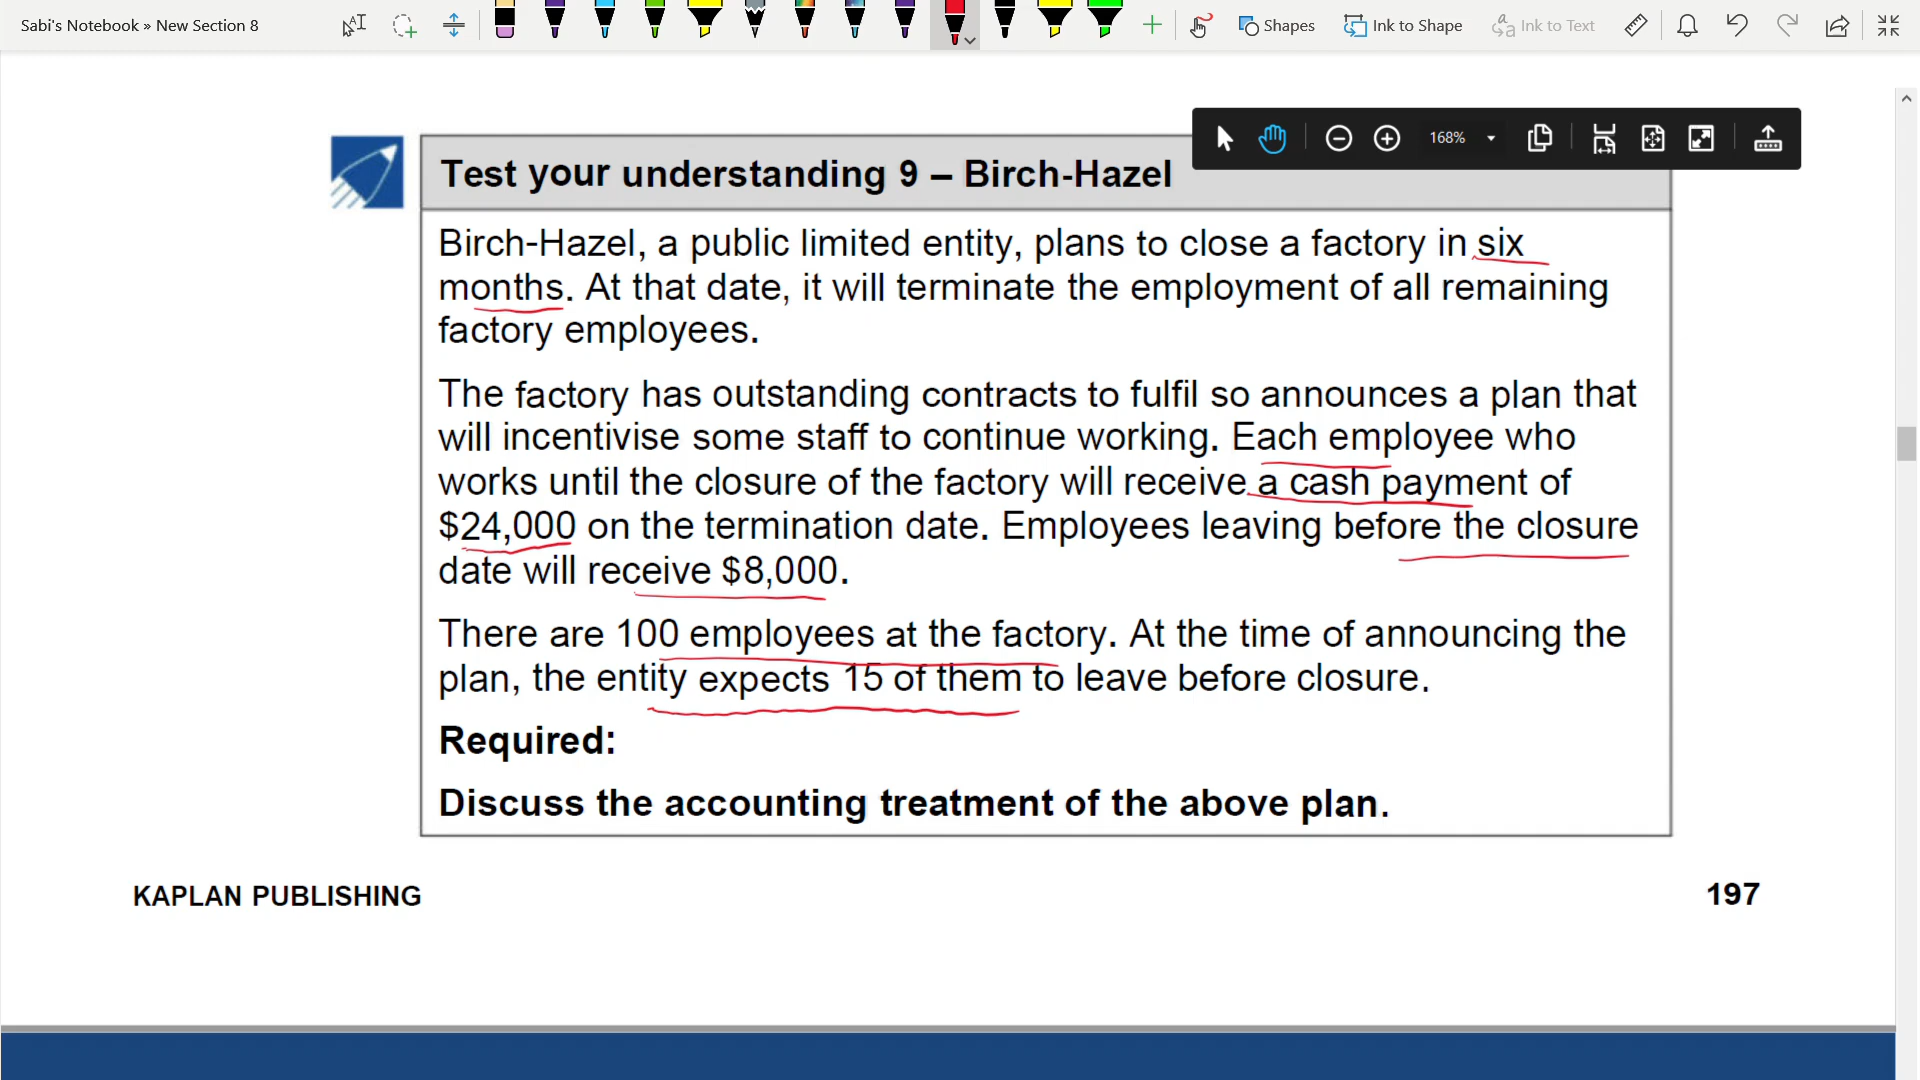 Sabi's Notebook » New Section 8
Shapes
Ink to Shape
Ink to Text
168%
Test your understanding 9 – Birch-Hazel
Birch-Hazel, a public limited entity, plans to close a factory in six
months. At that date, it will terminate the employment of all remaining
factory employees.
The factory has outstanding contracts to fulfil so announces a plan that
will incentivise some staff to continue working. Each employee who
works until the closure of the factory will receive a cash payment of
$24,000 on the termination date. Employees leaving before the closure
date will receive $8,000.
There are 100 employees at the factory. At the time of announcing the
plan, the entity expects 15 of them to leave before closure.
Required:
Discuss the accounting treatment of the above plan.
KAPLAN PUBLISHING
197